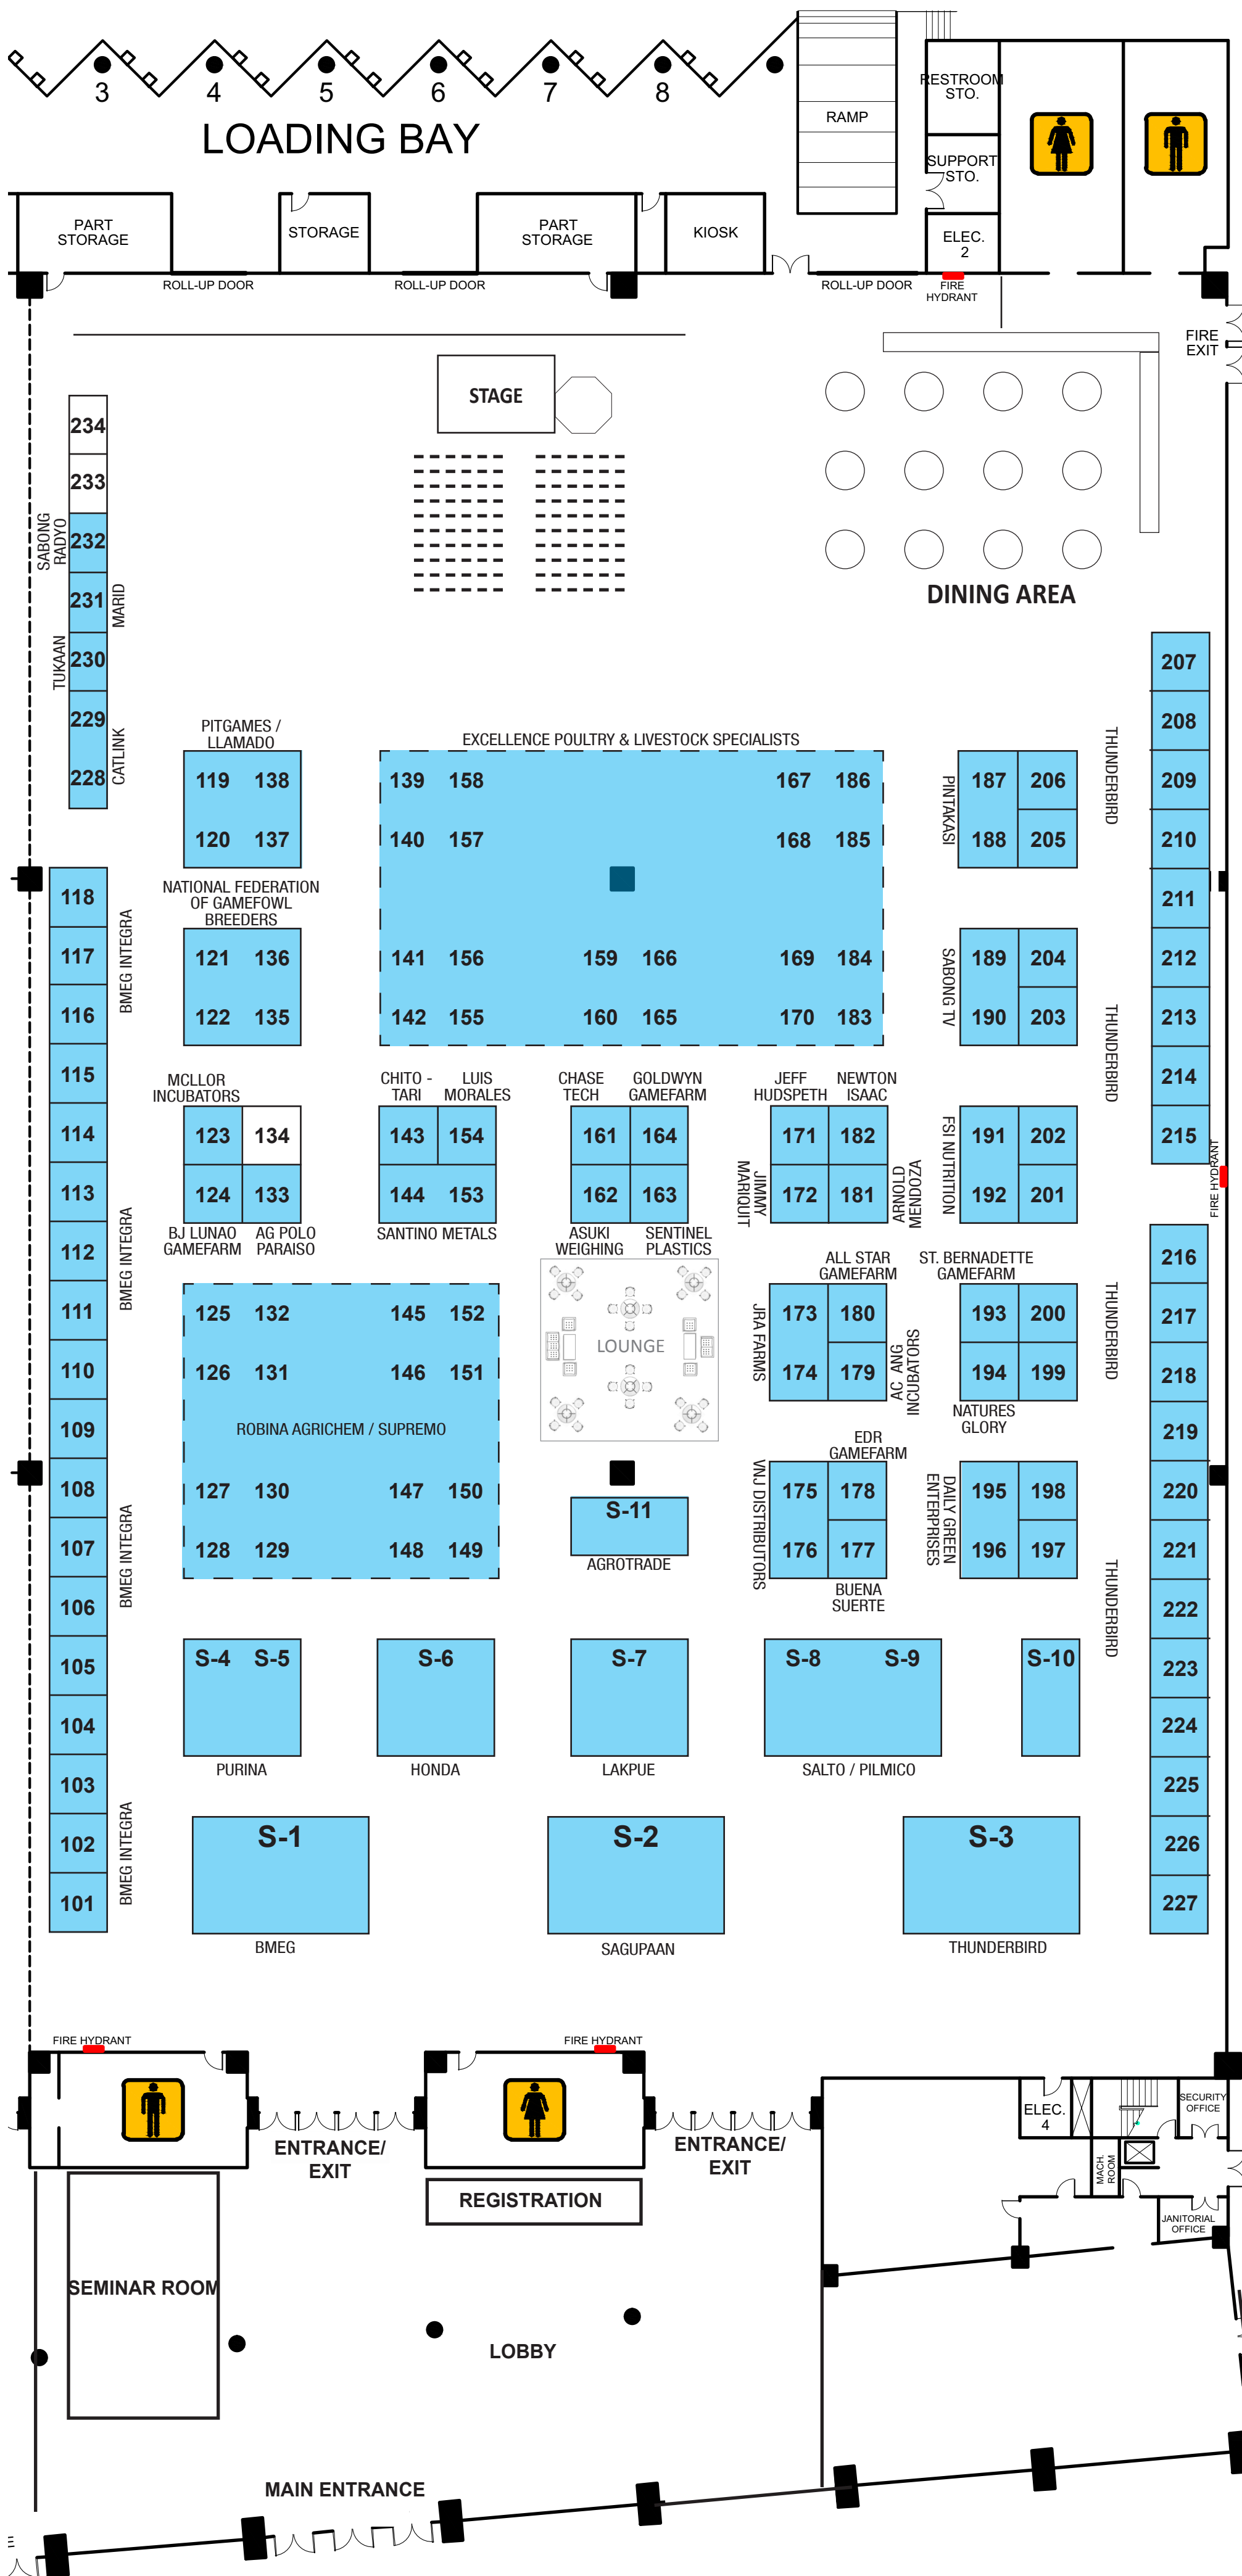 3 4 5 6 7 8
LOADING BAY
RAMP
RESTROOM
STO.
SUPPORT
STO.
ELEC.
2
PART
STORAGE
STORAGE
PART
STORAGE
KIOSK
ROLL-UP DOOR
ROLL-UP DOOR
ROLL-UP DOOR
FIRE
HYDRANT
FIRE
EXIT
STAGE
DINING AREA
234
233
232
231
230
229
228
SABONG
RADYO
MARID
TUKAAN
CATLINK
PITGAMES /
LLAMADO
119 138
120 137
EXCELLENCE POULTRY & LIVESTOCK SPECIALISTS
139 158 167 186
140 157 168 185
141 156 159 166 169 184
142 155 160 165 170 183
PINTAKASI
187 206
188 205
THUNDERBIRD
207
208
209
210
211
212
213
214
215
118
117
116
115
114
113
112
111
110
109
108
107
106
105
104
103
102
101
BMEG INTEGRA
BMEG INTEGRA
BMEG INTEGRA
BMEG INTEGRA
NATIONAL FEDERATION
OF GAMEFOWL
BREEDERS
121 136
122 135
SABONG TV
189 204
190 203
THUNDERBIRD
MCLLOR
INCUBATORS
123 134
124 133
BJ LUNAO
GAMEFARM
AG POLO
PARAISO
CHITO -
TARI
LUIS
MORALES
143 154
144 153
SANTINO METALS
CHASE
TECH
GOLDWYN
GAMEFARM
161 164
162 163
ASUKI
WEIGHING
SENTINEL
PLASTICS
JEFF
HUDSPETH
NEWTON
ISAAC
171 182
172 181
JIMMY
MARIQUIT
ARNOLD
MENDOZA
FSI NUTRITION
191 202
192 201
FIRE HYDRANT
216
217
218
219
220
221
222
223
224
225
226
227
125 132 145 152
126 131 146 151
ROBINA AGRICHEM / SUPREMO
127 130 147 150
128 129 148 149
LOUNGE
S-11
AGROTRADE
ALL STAR
GAMEFARM
JRA FARMS
173 180
174 179
AC ANG
INCUBATORS
ST. BERNADETTE
GAMEFARM
193 200
194 199
NATURES
GLORY
THUNDERBIRD
EDR
GAMEFARM
VNJ DISTRIBUTORS
175 178
176 177
BUENA
SUERTE
DAILY GREEN
ENTERPRISES
195 198
196 197
THUNDERBIRD
S-4 S-5
PURINA
S-6
HONDA
S-7
LAKPUE
S-8 S-9
SALTO / PILMICO
S-10
S-1
BMEG
S-2
SAGUPAAN
S-3
THUNDERBIRD
FIRE HYDRANT
FIRE HYDRANT
ENTRANCE/
EXIT
ENTRANCE/
EXIT
REGISTRATION
SEMINAR ROOM
LOBBY
MAIN ENTRANCE
ELEC.
4
SECURITY
OFFICE
MACH.
ROOM
JANITORIAL
OFFICE